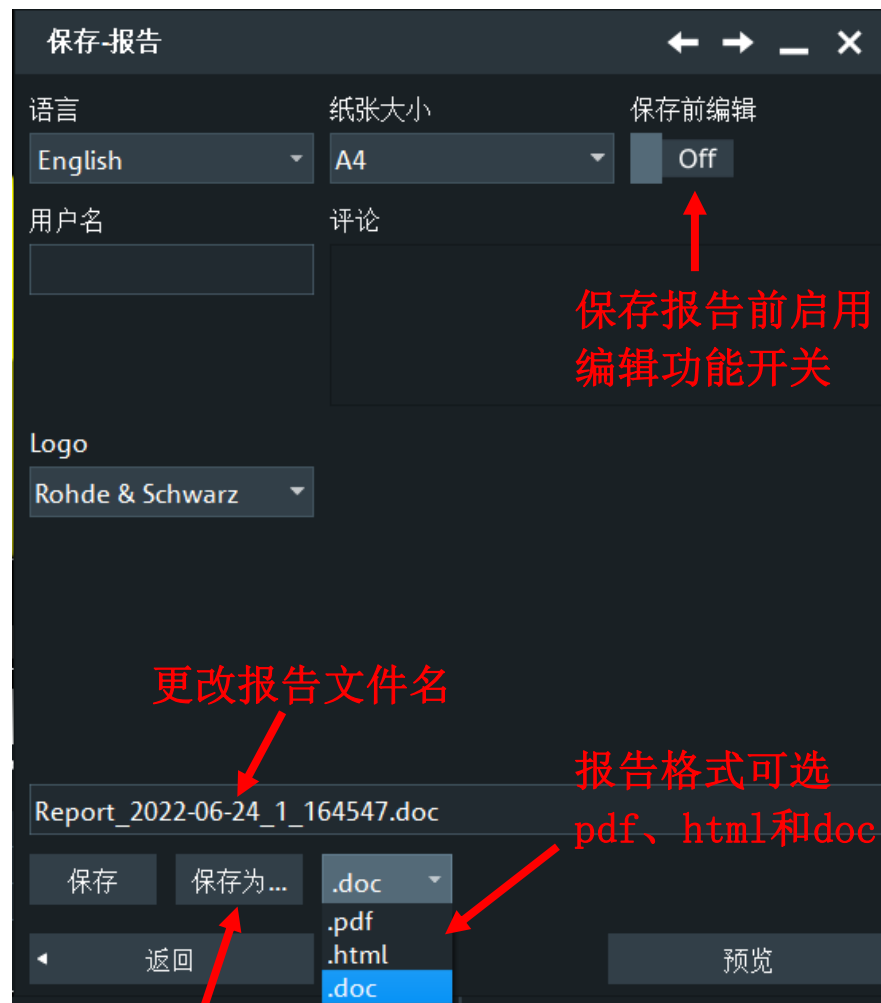 保存-报告
语言
纸张大小
保存前编辑
English
A4
Off
用户名
评论
保存报告前启用
编辑功能开关
Logo
Rohde & Schwarz
更改报告文件名
报告格式可选
pdf、html和doc
Report_2022-06-24_1_164547.doc
保存
保存为...
.doc
.pdf
.html
.doc
返回
预览